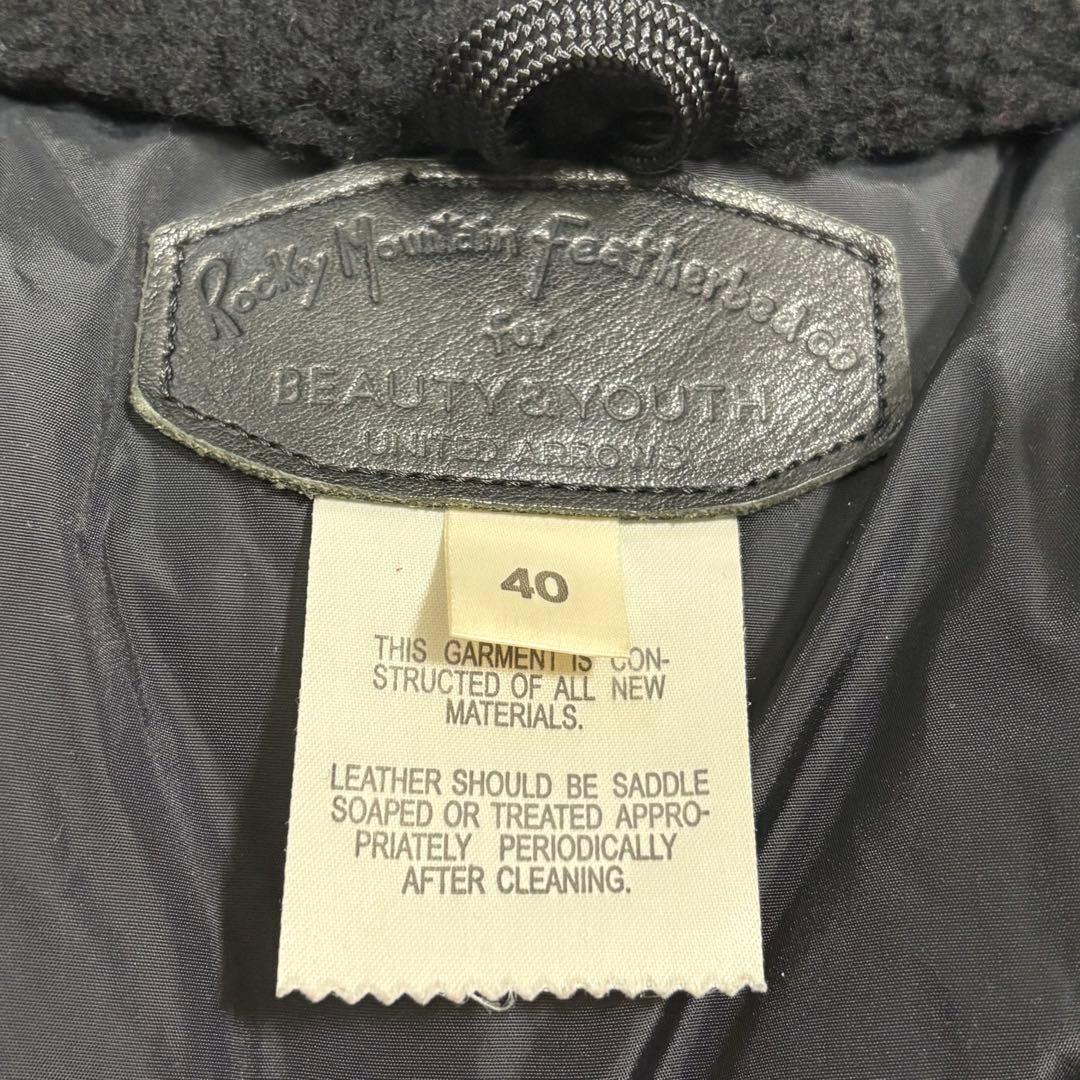 Rocky Mountain Featherbed co
for
BEAUTY & YOUTH
UNITED ARROWS
40
THIS GARMENT IS CON-
STRUCTED OF ALL NEW
MATERIALS.
LEATHER SHOULD BE SADDLE
SOAPED OR TREATED APPRO-
PRIATELY PERIODICALLY
AFTER CLEANING.